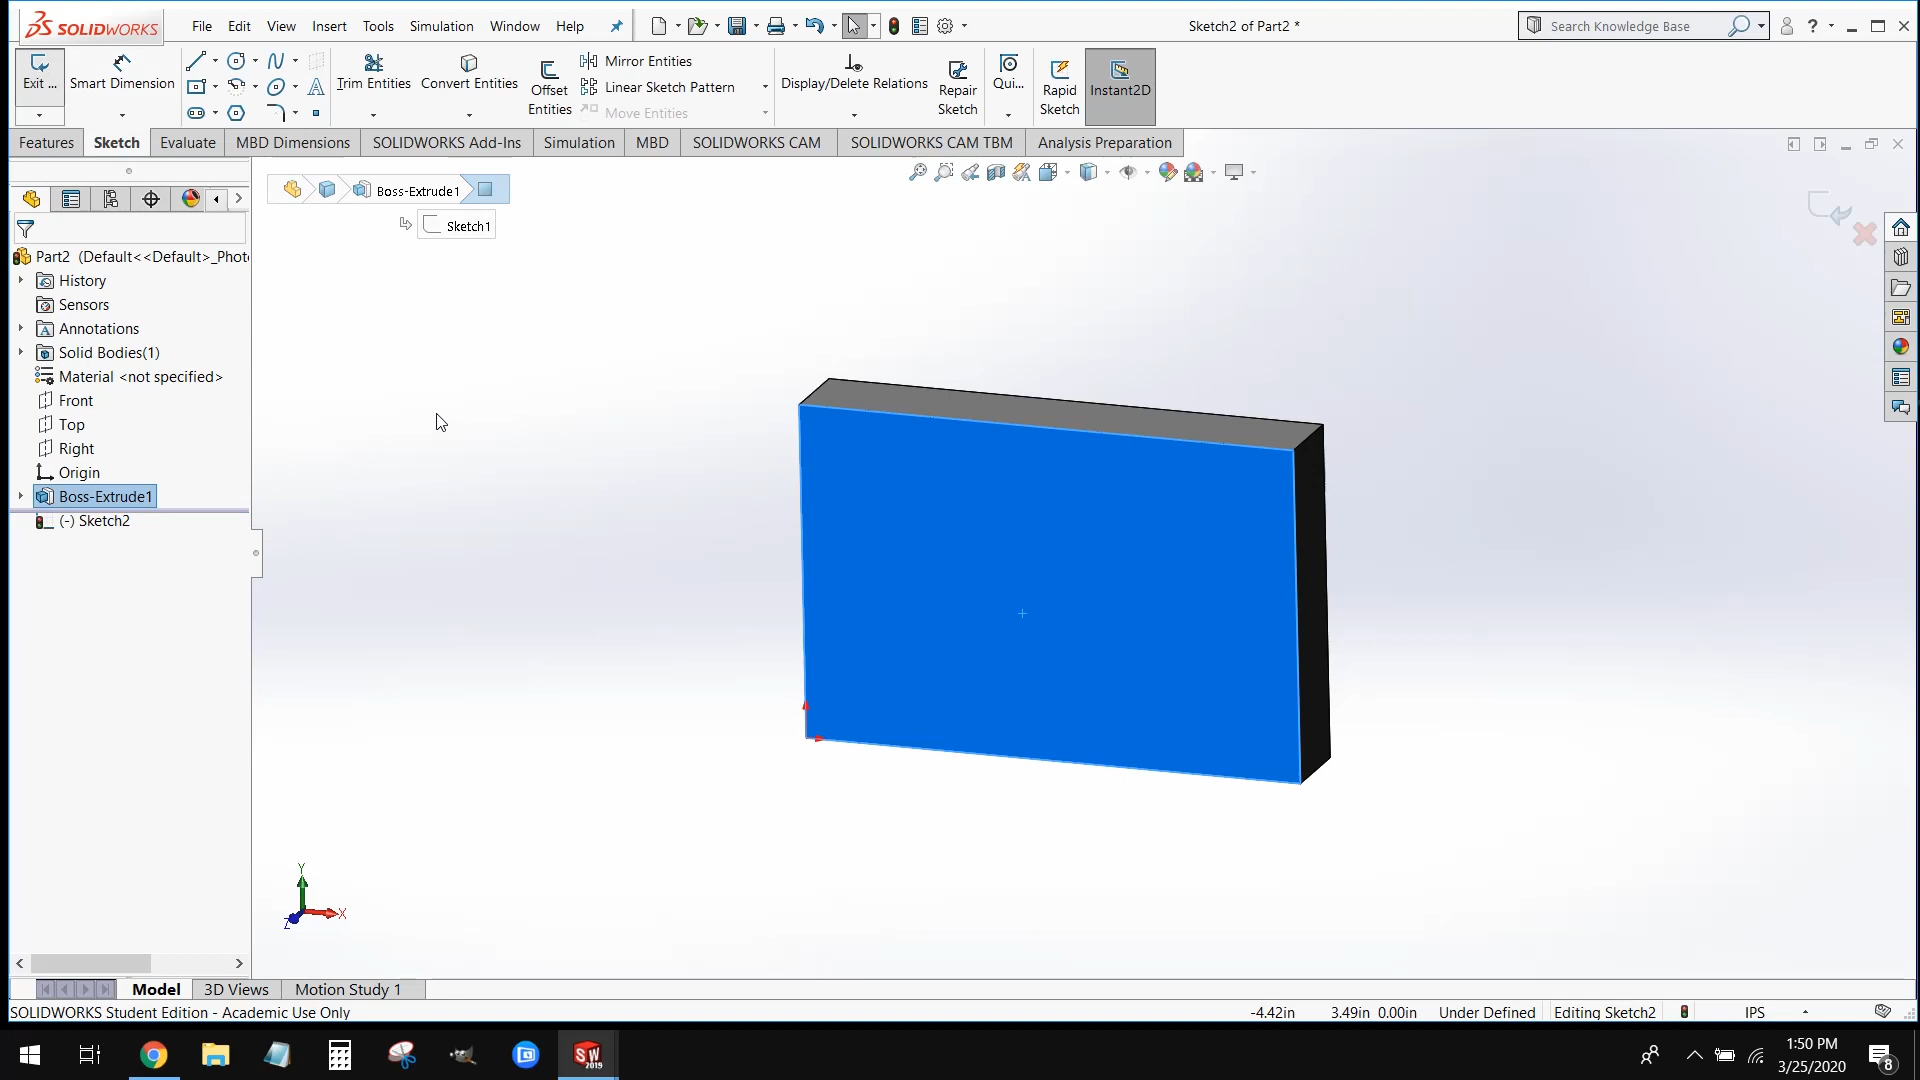 SOLIDWORKS
File Edit View Insert Tools Simulation Window Help
Sketch2 of Part2 *
Search Knowledge Base
?
Exit ...
Smart Dimension
Trim Entities
Convert Entities
Offset
Entities
Mirror Entities
Linear Sketch Pattern
Move Entities
Display/Delete Relations
Repair
Sketch
Qui...
Rapid
Sketch
Instant2D
Features Sketch Evaluate MBD Dimensions SOLIDWORKS Add-Ins Simulation MBD SOLIDWORKS CAM SOLIDWORKS CAM TBM Analysis Preparation
Boss-Extrude1
Sketch1
Part2 (Default<<Default>_Phot
History
Sensors
Annotations
Solid Bodies(1)
Material <not specified>
Front
Top
Right
Origin
Boss-Extrude1
(-) Sketch2
Y
X
Z
Model 3D Views Motion Study 1
SOLIDWORKS Student Edition - Academic Use Only
-4.42in 3.49in 0.00in Under Defined Editing Sketch2 IPS
SW
2019
1:50 PM
3/25/2020
8